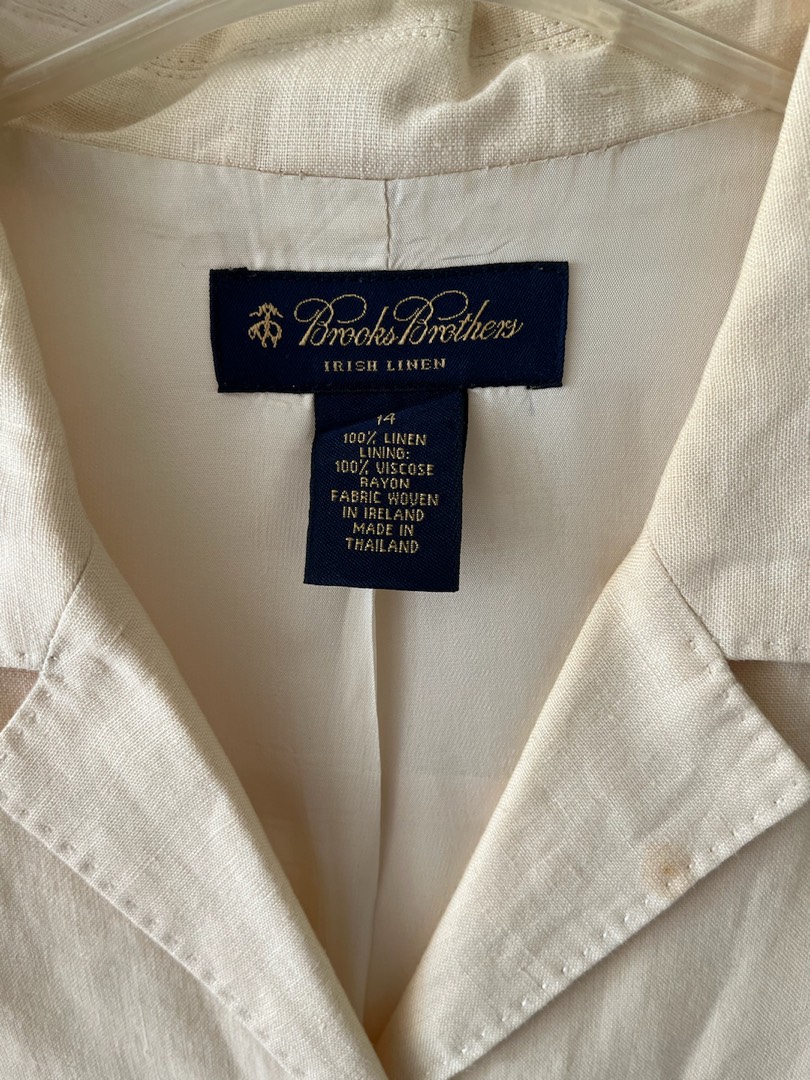 Brooks Brothers
IRISH LINEN
14
100% LINEN
LINING:
100% VISCOSE
RAYON
FABRIC WOVEN
IN IRELAND
MADE IN
THAILAND